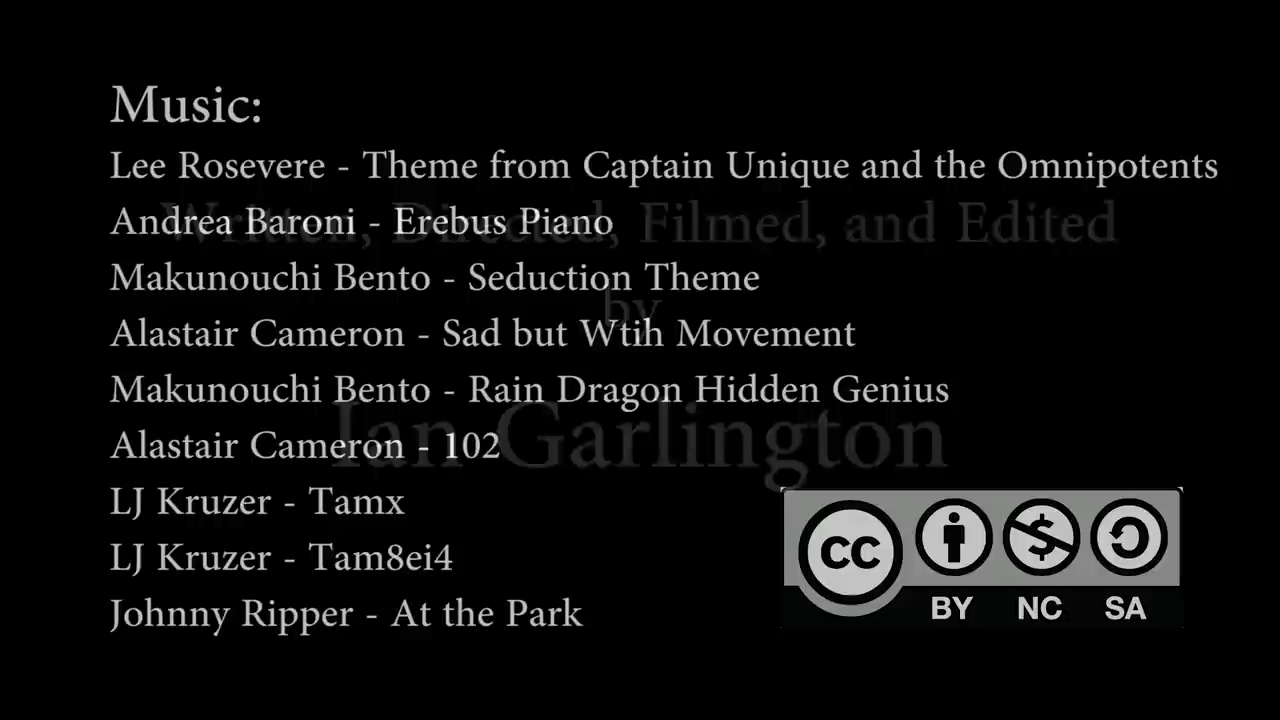 Music:
Lee Rosevere - Theme from Captain Unique and the Omnipotents
Andrea Baroni - Erebus Piano
Makunouchi Bento - Seduction Theme
Alastair Cameron - Sad but Wtih Movement
Makunouchi Bento - Rain Dragon Hidden Genius
Alastair Cameron - 102
LJ Kruzer - Tamx
LJ Kruzer - Tam8ei4
Johnny Ripper - At the Park
Written, Directed, Filmed, and Edited
by
Ian Garlington
CC
BY NC SA